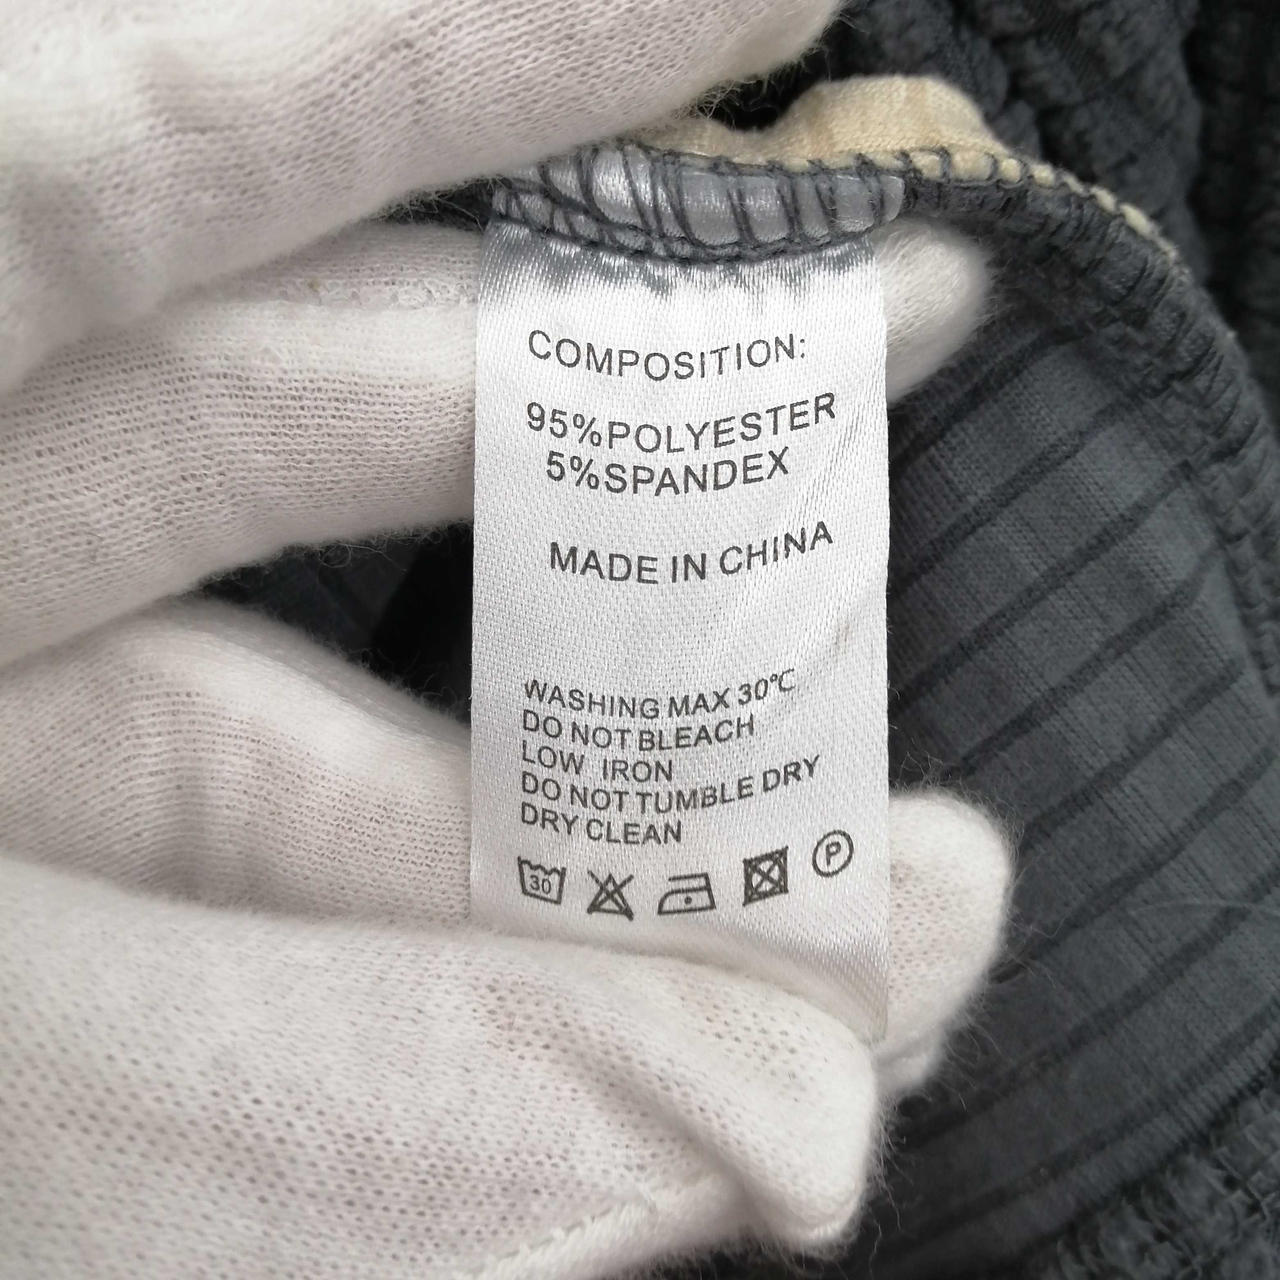 COMPOSITION:
95%POLYESTER
5%SPANDEX
MADE IN CHINA
WASHING MAX 30℃
DO NOT BLEACH
LOW IRON
DO NOT TUMBLE DRY
DRY CLEAN
30 P